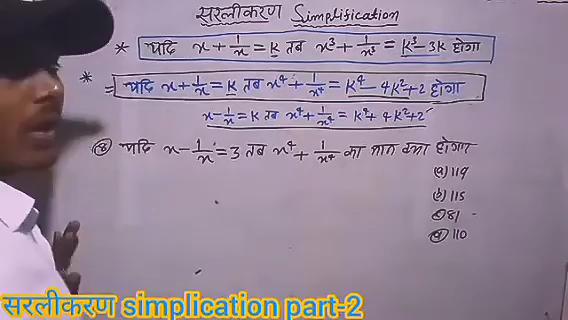 सरलीकरण Simplification
* यदि x + 1/x = K तब x³ + 1/x³ = K³ - 3K होगा
* = यदि x + 1/x = K तब x⁴ + 1/x⁴ = K⁴ - 4K² + 2 होगा
x - 1/x = K तब x⁴ + 1/x⁴ = K⁴ + 4K² + 2
यदि x - 1/x = 3 तब x⁴ + 1/x⁴ का मान क्या होगा
(a) 119
(b) 115
(c) 81
(d) 110
सरलीकरण simplication part-2